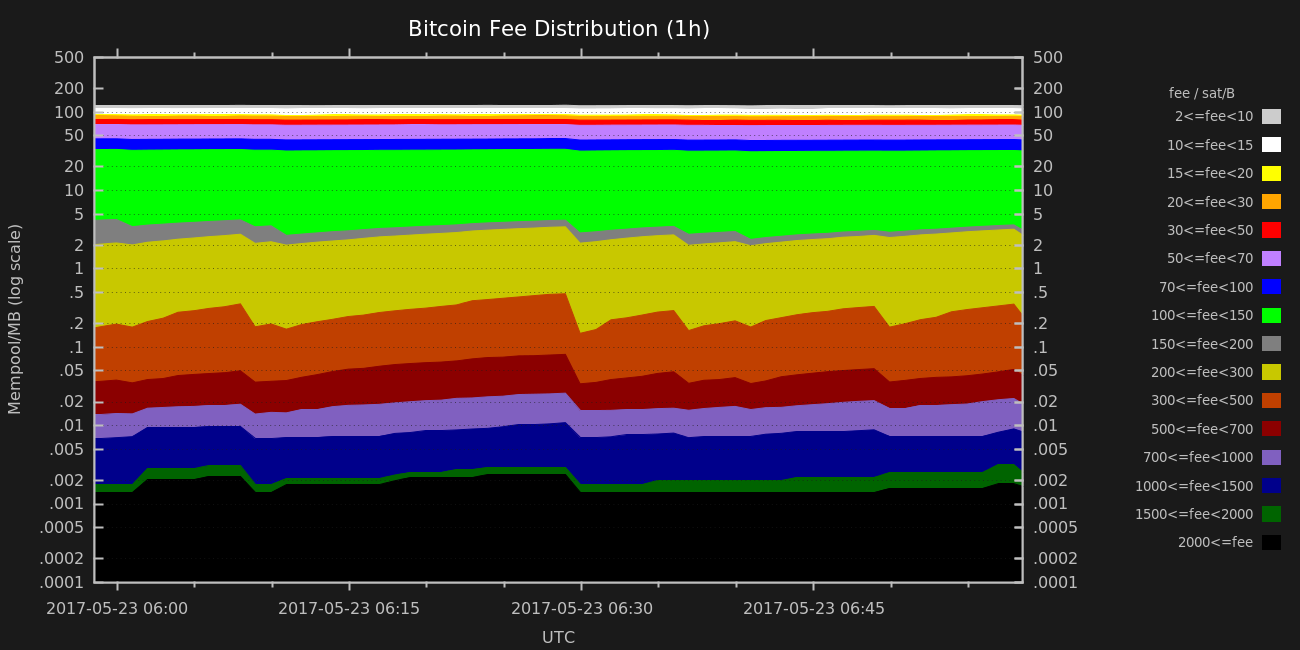 Bitcoin Fee Distribution (1h)
Mempool/MB (log scale)
500
200
100
50
20
10
5
2
1
.5
.2
.1
.05
.02
.01
.005
.002
.001
.0005
.0002
.0001
500
200
100
50
20
10
5
2
1
.5
.2
.1
.05
.02
.01
.005
.002
.001
.0005
.0002
.0001
2017-05-23 06:00 2017-05-23 06:15 2017-05-23 06:30 2017-05-23 06:45
UTC
fee / sat/B
2<=fee<10
10<=fee<15
15<=fee<20
20<=fee<30
30<=fee<50
50<=fee<70
70<=fee<100
100<=fee<150
150<=fee<200
200<=fee<300
300<=fee<500
500<=fee<700
700<=fee<1000
1000<=fee<1500
1500<=fee<2000
2000<=fee